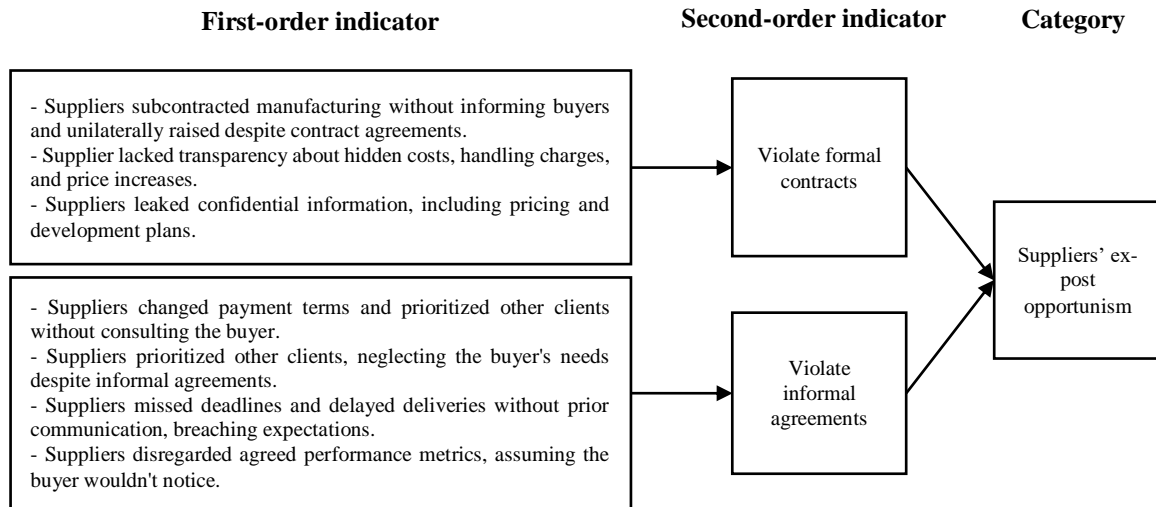 First-order indicator
Second-order indicator
Category
- Suppliers subcontracted manufacturing without informing buyers
and unilaterally raised despite contract agreements.
- Supplier lacked transparency about hidden costs, handling charges,
and price increases.
- Suppliers leaked confidential information, including pricing and
development plans.
Violate formal
contracts
- Suppliers changed payment terms and prioritized other clients
without consulting the buyer.
- Suppliers prioritized other clients, neglecting the buyer's needs
despite informal agreements.
- Suppliers missed deadlines and delayed deliveries without prior
communication, breaching expectations.
- Suppliers disregarded agreed performance metrics, assuming the
buyer wouldn't notice.
Violate
informal
agreements
Suppliers’ ex-
post
opportunism